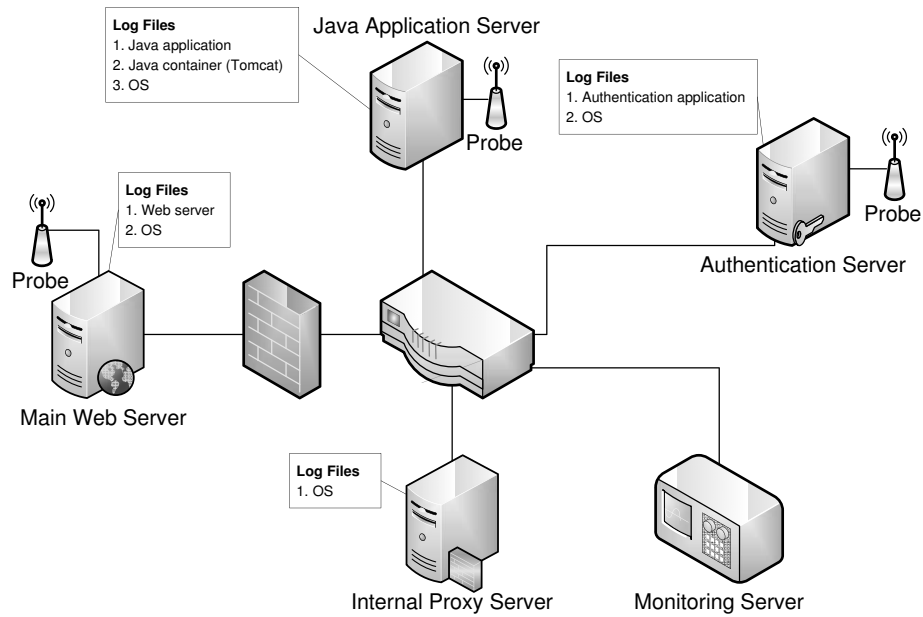 Log Files
1. Java application
2. Java container (Tomcat)
3. OS
Java Application Server
Probe
Log Files
1. Authentication application
2. OS
Probe
Authentication Server
Log Files
1. Web server
2. OS
Probe
Main Web Server
Log Files
1. OS
Internal Proxy Server
Monitoring Server